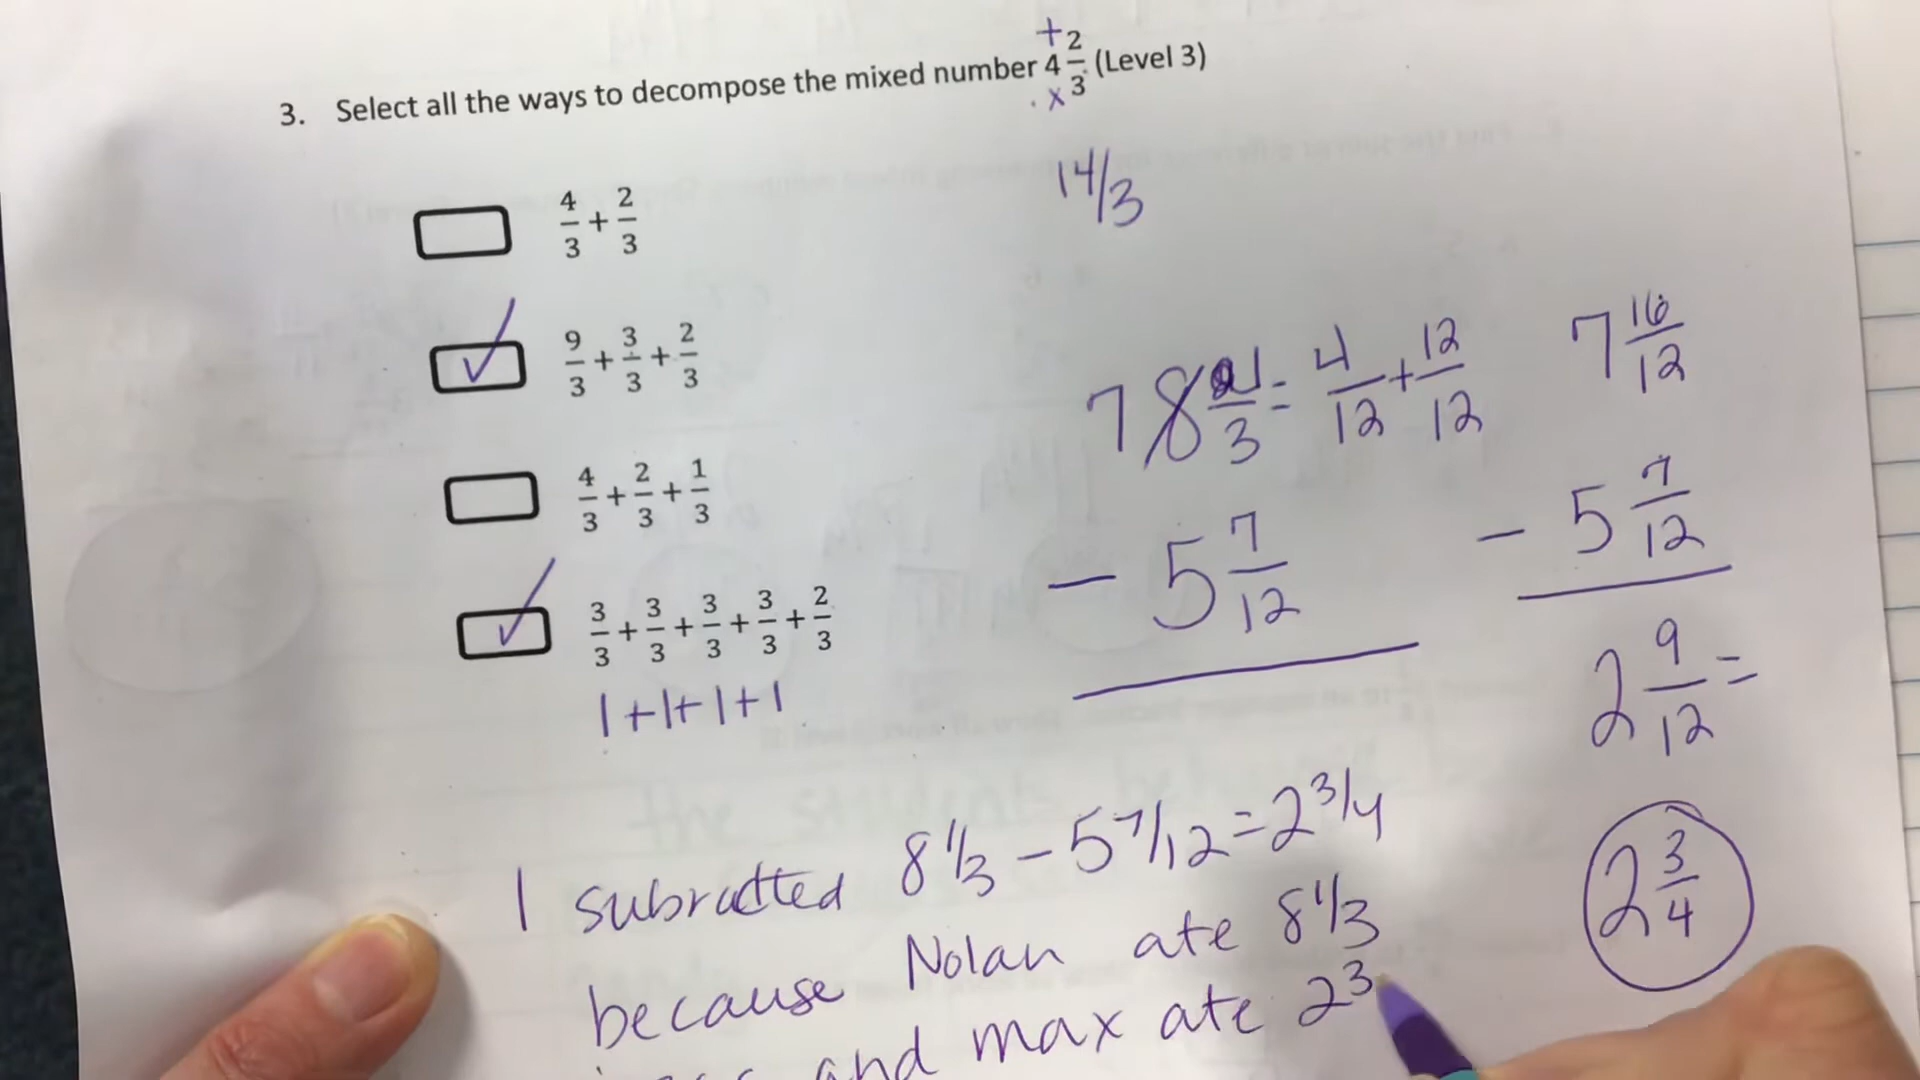 3. Select all the ways to decompose the mixed number 4 2/3 (Level 3)
+
x
14/3
4/3 + 2/3
✓ 9/3 + 3/3 + 2/3
4/3 + 2/3 + 1/3
✓ 3/3 + 3/3 + 3/3 + 3/3 + 2/3
1+1+1+1
7 8 1/3 = 4/12 + 12/12
- 5 7/12
7 16/12
- 5 7/12
2 9/12 =
2 3/4
I subratted 8 1/3 - 5 7/12 = 2 3/4
because Nolan ate 8 1/3
and max ate 2 3